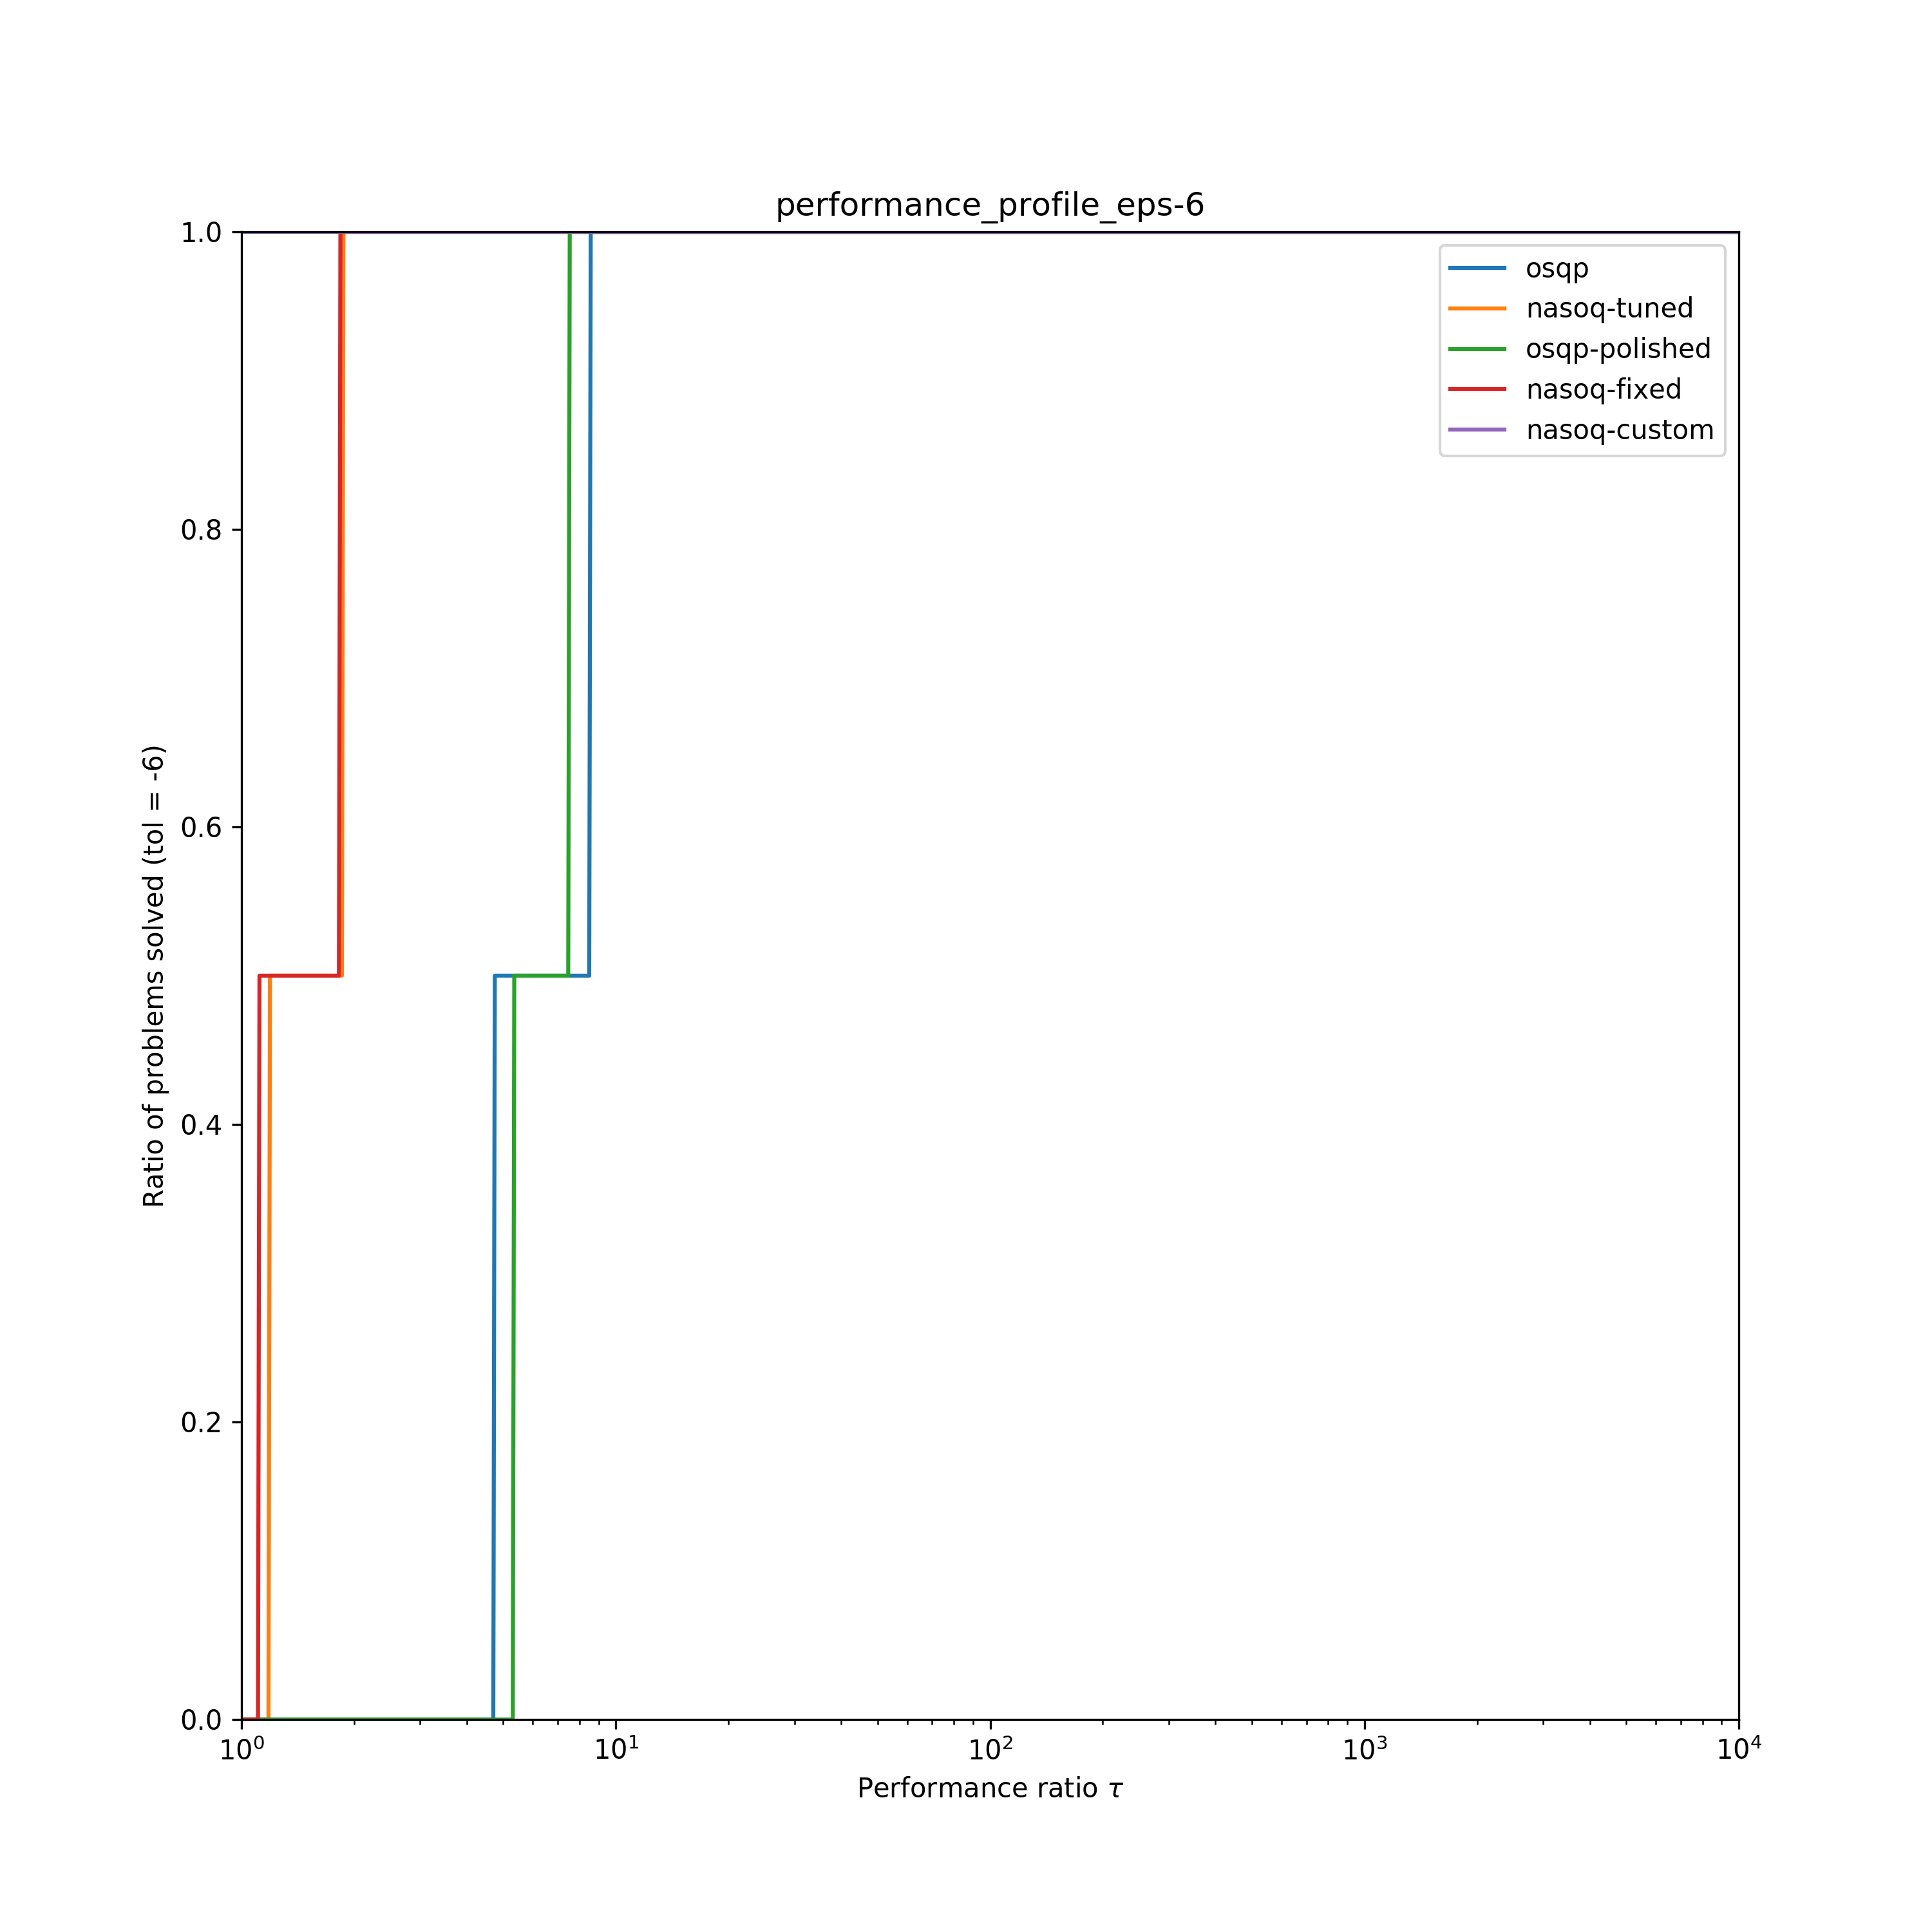 performance_profile_eps-6
1.0
0.8
0.6
0.4
0.2
0.0
Ratio of problems solved (tol = -6)
osqp
nasoq-tuned
osqp-polished
nasoq-fixed
nasoq-custom
10⁰ 10¹ 10² 10³ 10⁴
Performance ratio τ